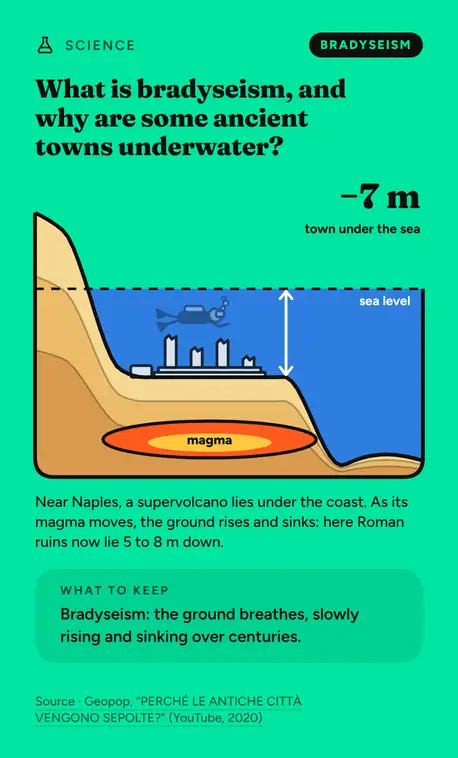 SCIENCE
BRADYSEISM
What is bradyseism, and
why are some ancient
towns underwater?
−7 m
town under the sea
sea level
magma
Near Naples, a supervolcano lies under the coast. As its
magma moves, the ground rises and sinks: here Roman
ruins now lie 5 to 8 m down.
WHAT TO KEEP
Bradyseism: the ground breathes, slowly
rising and sinking over centuries.
Source · Geopop, “PERCHÉ LE ANTICHE CITTÀ
VENGONO SEPOLTE?” (YouTube, 2020)